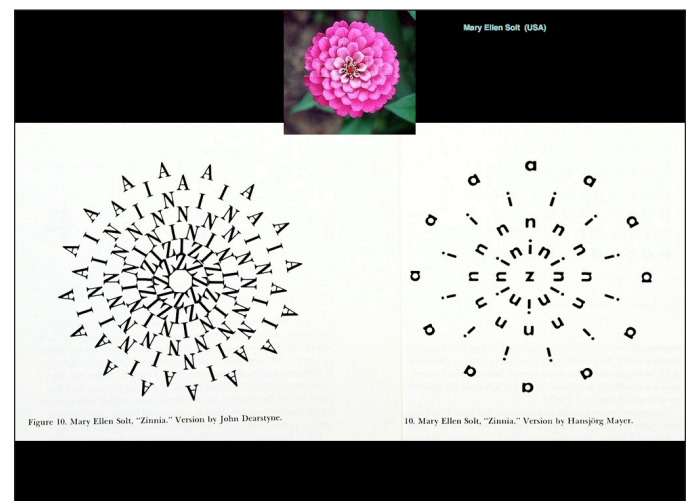 Mary Ellen Solt (USA)
A A A A A A A A A A A A A A A A A
I I I I I I I I I I I I I I I I I
N N N N N N N N N N N N N N N N N
N N N N N N N N N N N N N N N N N
I I I I I I I I I I I I I I I I I
Z Z Z Z Z Z Z Z
a a a a a a a a a a a a
i i i i i i i i i i i
n n n n n n n n
n n n n
i i i i
z
Figure 10. Mary Ellen Solt, "Zinnia." Version by John Dearstyne.
10. Mary Ellen Solt, "Zinnia." Version by Hansjörg Mayer.